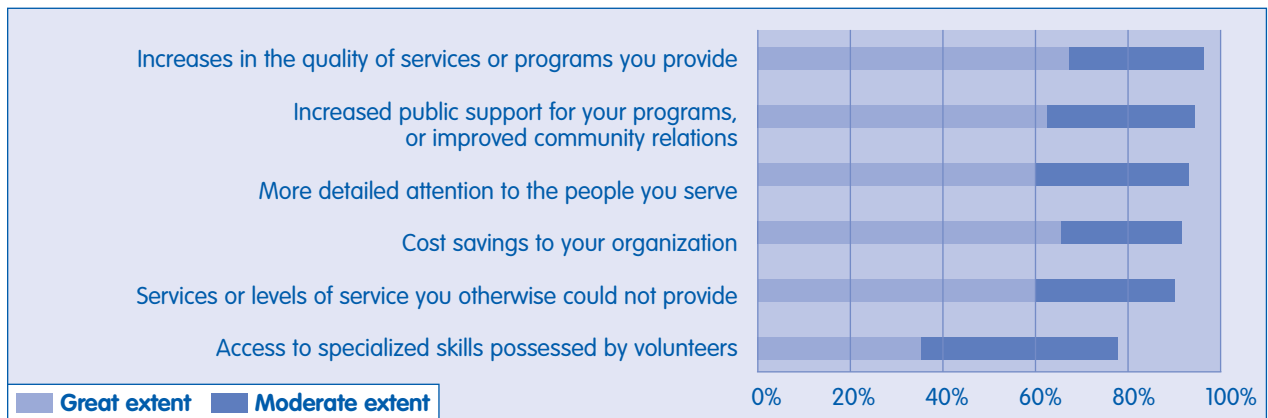 Increases in the quality of services or programs you provide
Increased public support for your programs,
or improved community relations
More detailed attention to the people you serve
Cost savings to your organization
Services or levels of service you otherwise could not provide
Access to specialized skills possessed by volunteers
0% 20% 40% 60% 80% 100%
Great extent Moderate extent